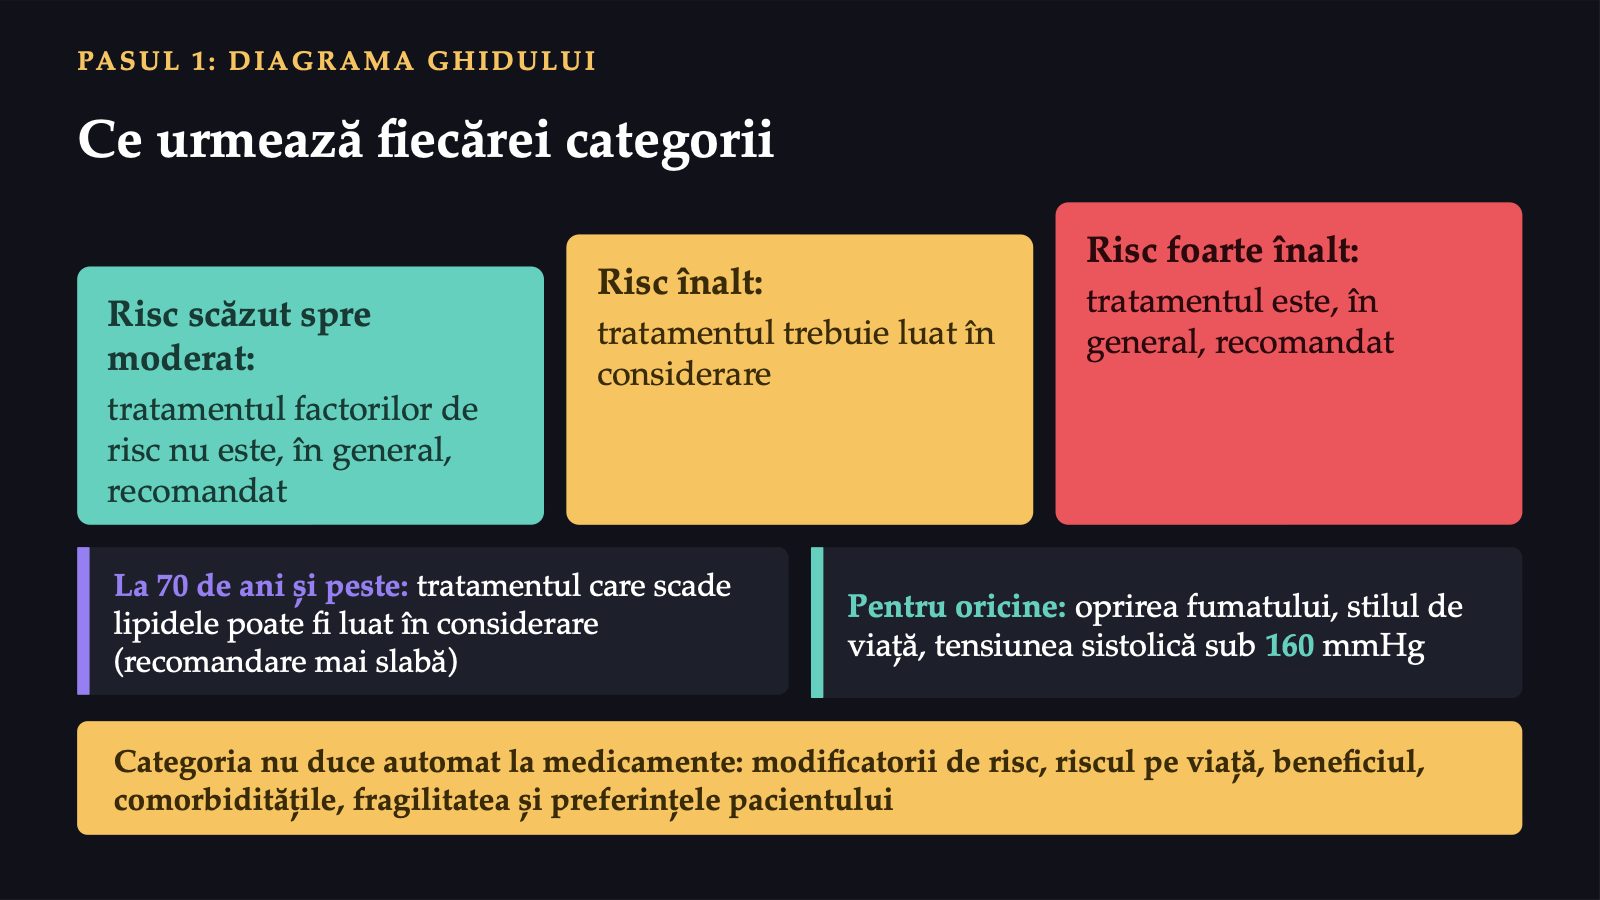 PASUL 1: DIAGRAMA GHIDULUI
Ce urmează fiecărei categorii
Risc scăzut spre
moderat:
tratamentul factorilor de
risc nu este, în general,
recomandat
Risc înalt:
tratamentul trebuie luat în
considerare
Risc foarte înalt:
tratamentul este, în
general, recomandat
La 70 de ani și peste: tratamentul care scade
lipidele poate fi luat în considerare
(recomandare mai slabă)
Pentru oricine: oprirea fumatului, stilul de
viață, tensiunea sistolică sub 160 mmHg
Categoria nu duce automat la medicamente: modificatorii de risc, riscul pe viață, beneficiul,
comorbiditățile, fragilitatea și preferințele pacientului